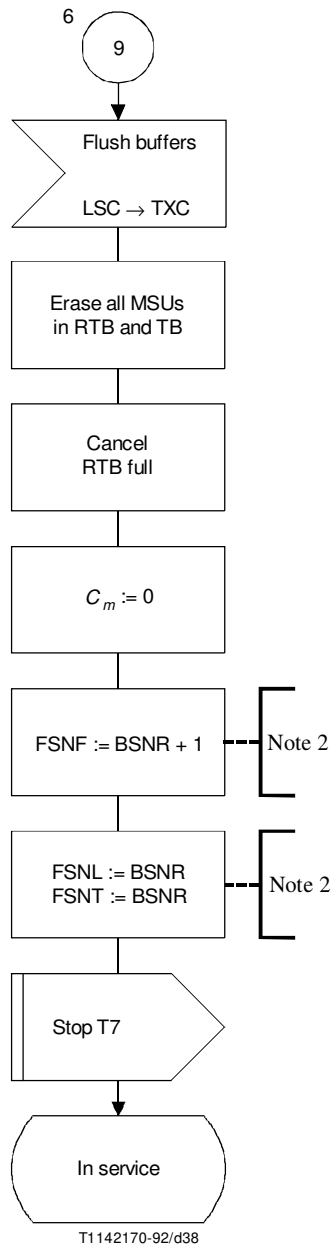 6
9
Flush buffers
LSC → TXC
Erase all MSUs
in RTB and TB
Cancel
RTB full
Cm := 0
FSNF := BSNR + 1
Note 2
FSNL := BSNR
FSNT := BSNR
Note 2
Stop T7
In service
T1142170-92/d38